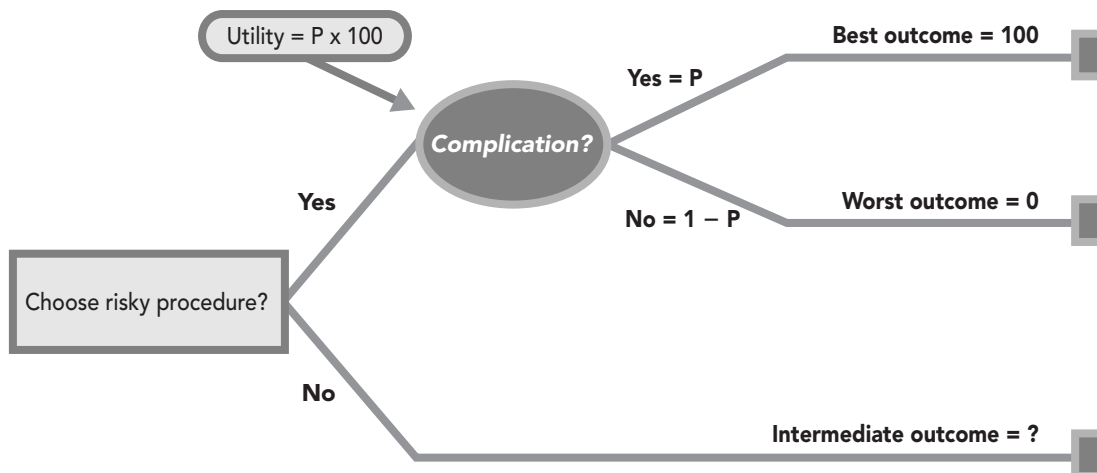 Utility = P x 100
Best outcome = 100
Yes = P
Complication?
Worst outcome = 0
Yes
No = 1 − P
Choose risky procedure?
No
Intermediate outcome = ?